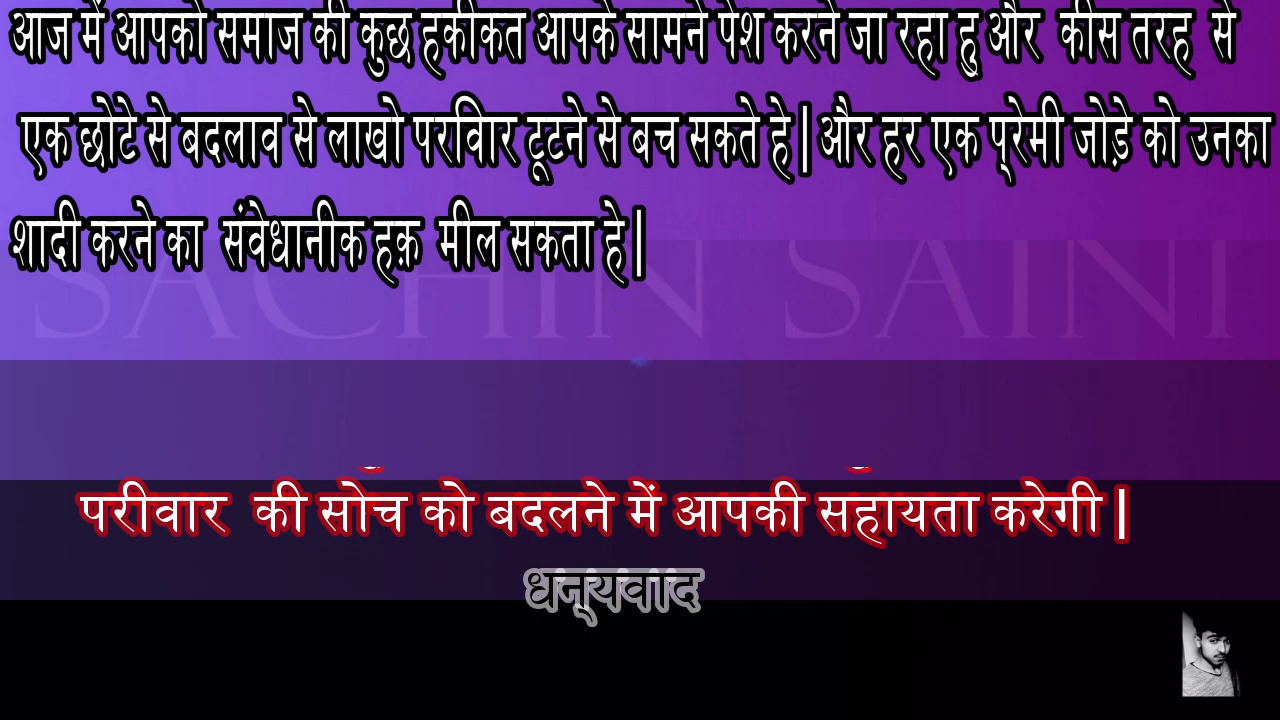 आज में आपको समाज की कुछ हकीकत आपके सामने पेश करने जा रहा हु और कीस तरह से
एक छोटे से बदलाव से लाखो परिवार टूटने से बच सकते हे | और हर एक प्रेमी जोड़े को उनका
शादी करने का संवेधानीक हक़ मील सकता हे |
SACHIN SAINI
परीवार की सोच को बदलने में आपकी सहायता करेगी |
धन्यवाद